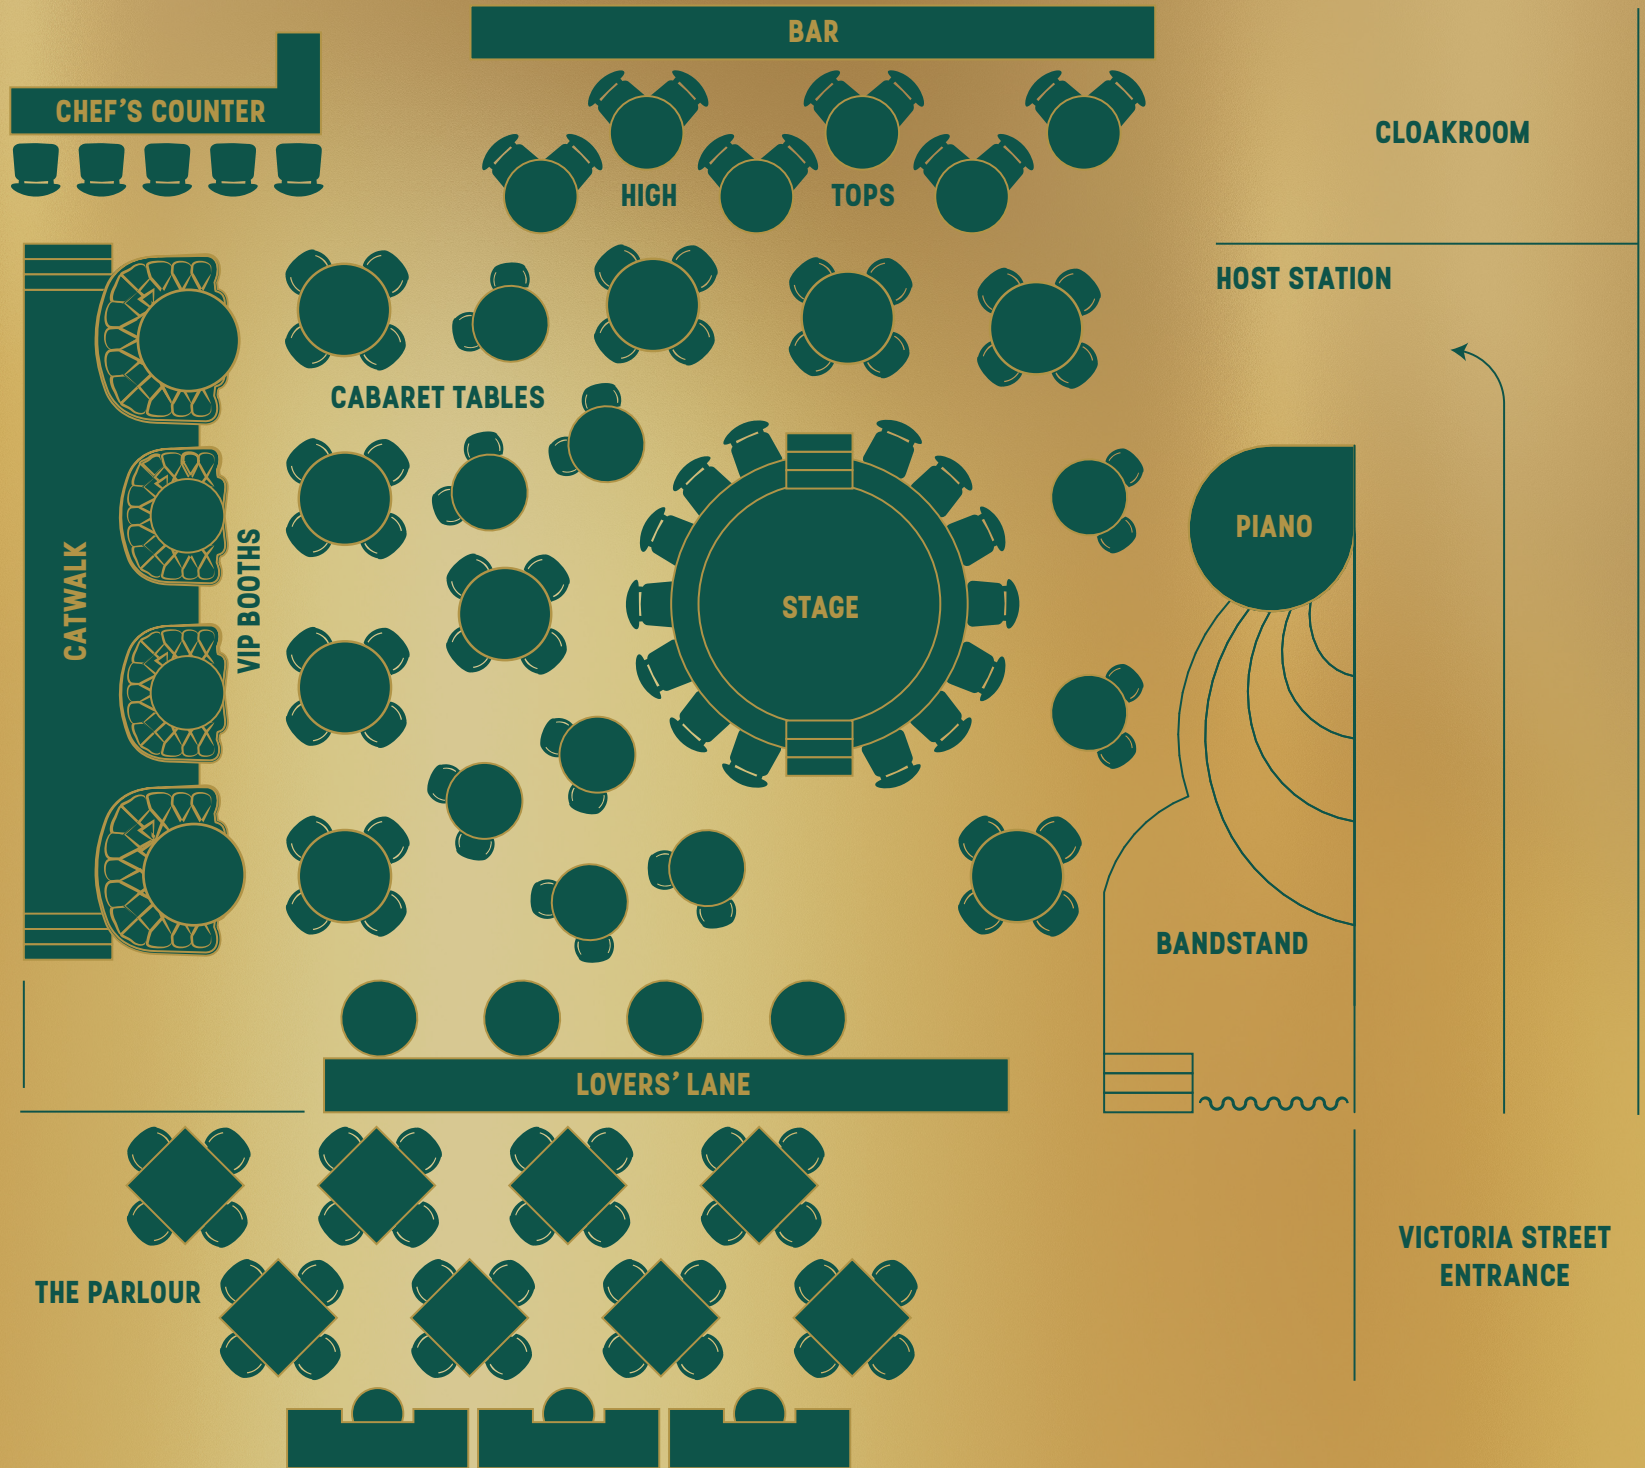 BAR
CHEF’S COUNTER
CLOAKROOM
HIGH TOPS
HOST STATION
CABARET TABLES
PIANO
CATWALK
VIP BOOTHS
STAGE
BANDSTAND
LOVERS’ LANE
VICTORIA STREET
ENTRANCE
THE PARLOUR